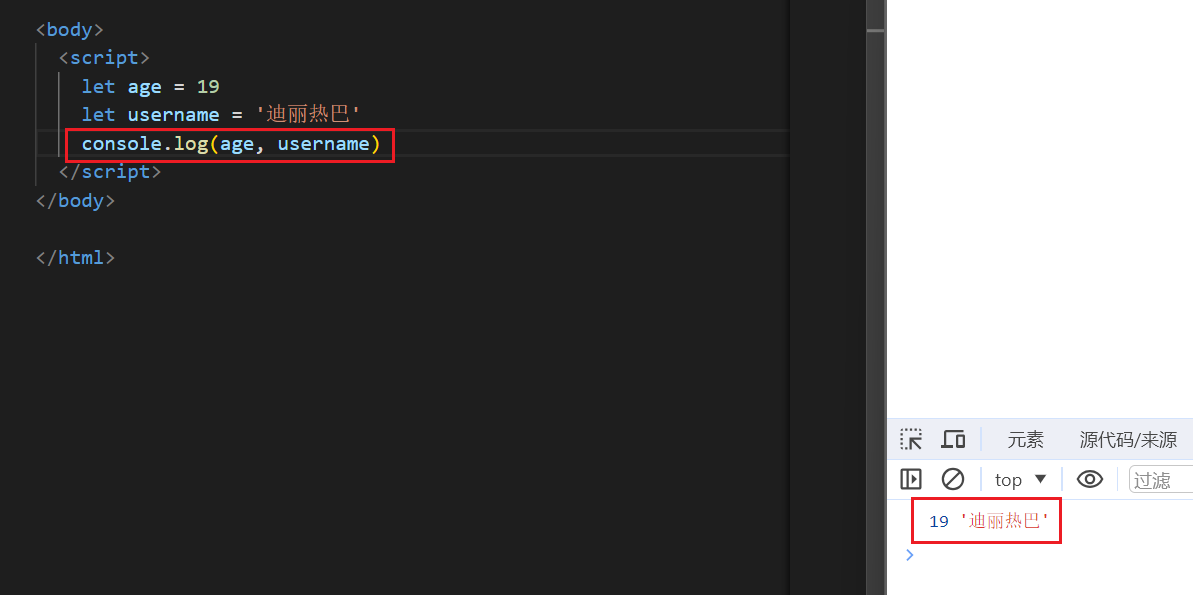 <body>
<script>
let age = 19
let username = '迪丽热巴'
console.log(age, username)
</script>
</body>
</html>
元素 源代码/来源
top 过滤
19 '迪丽热巴'